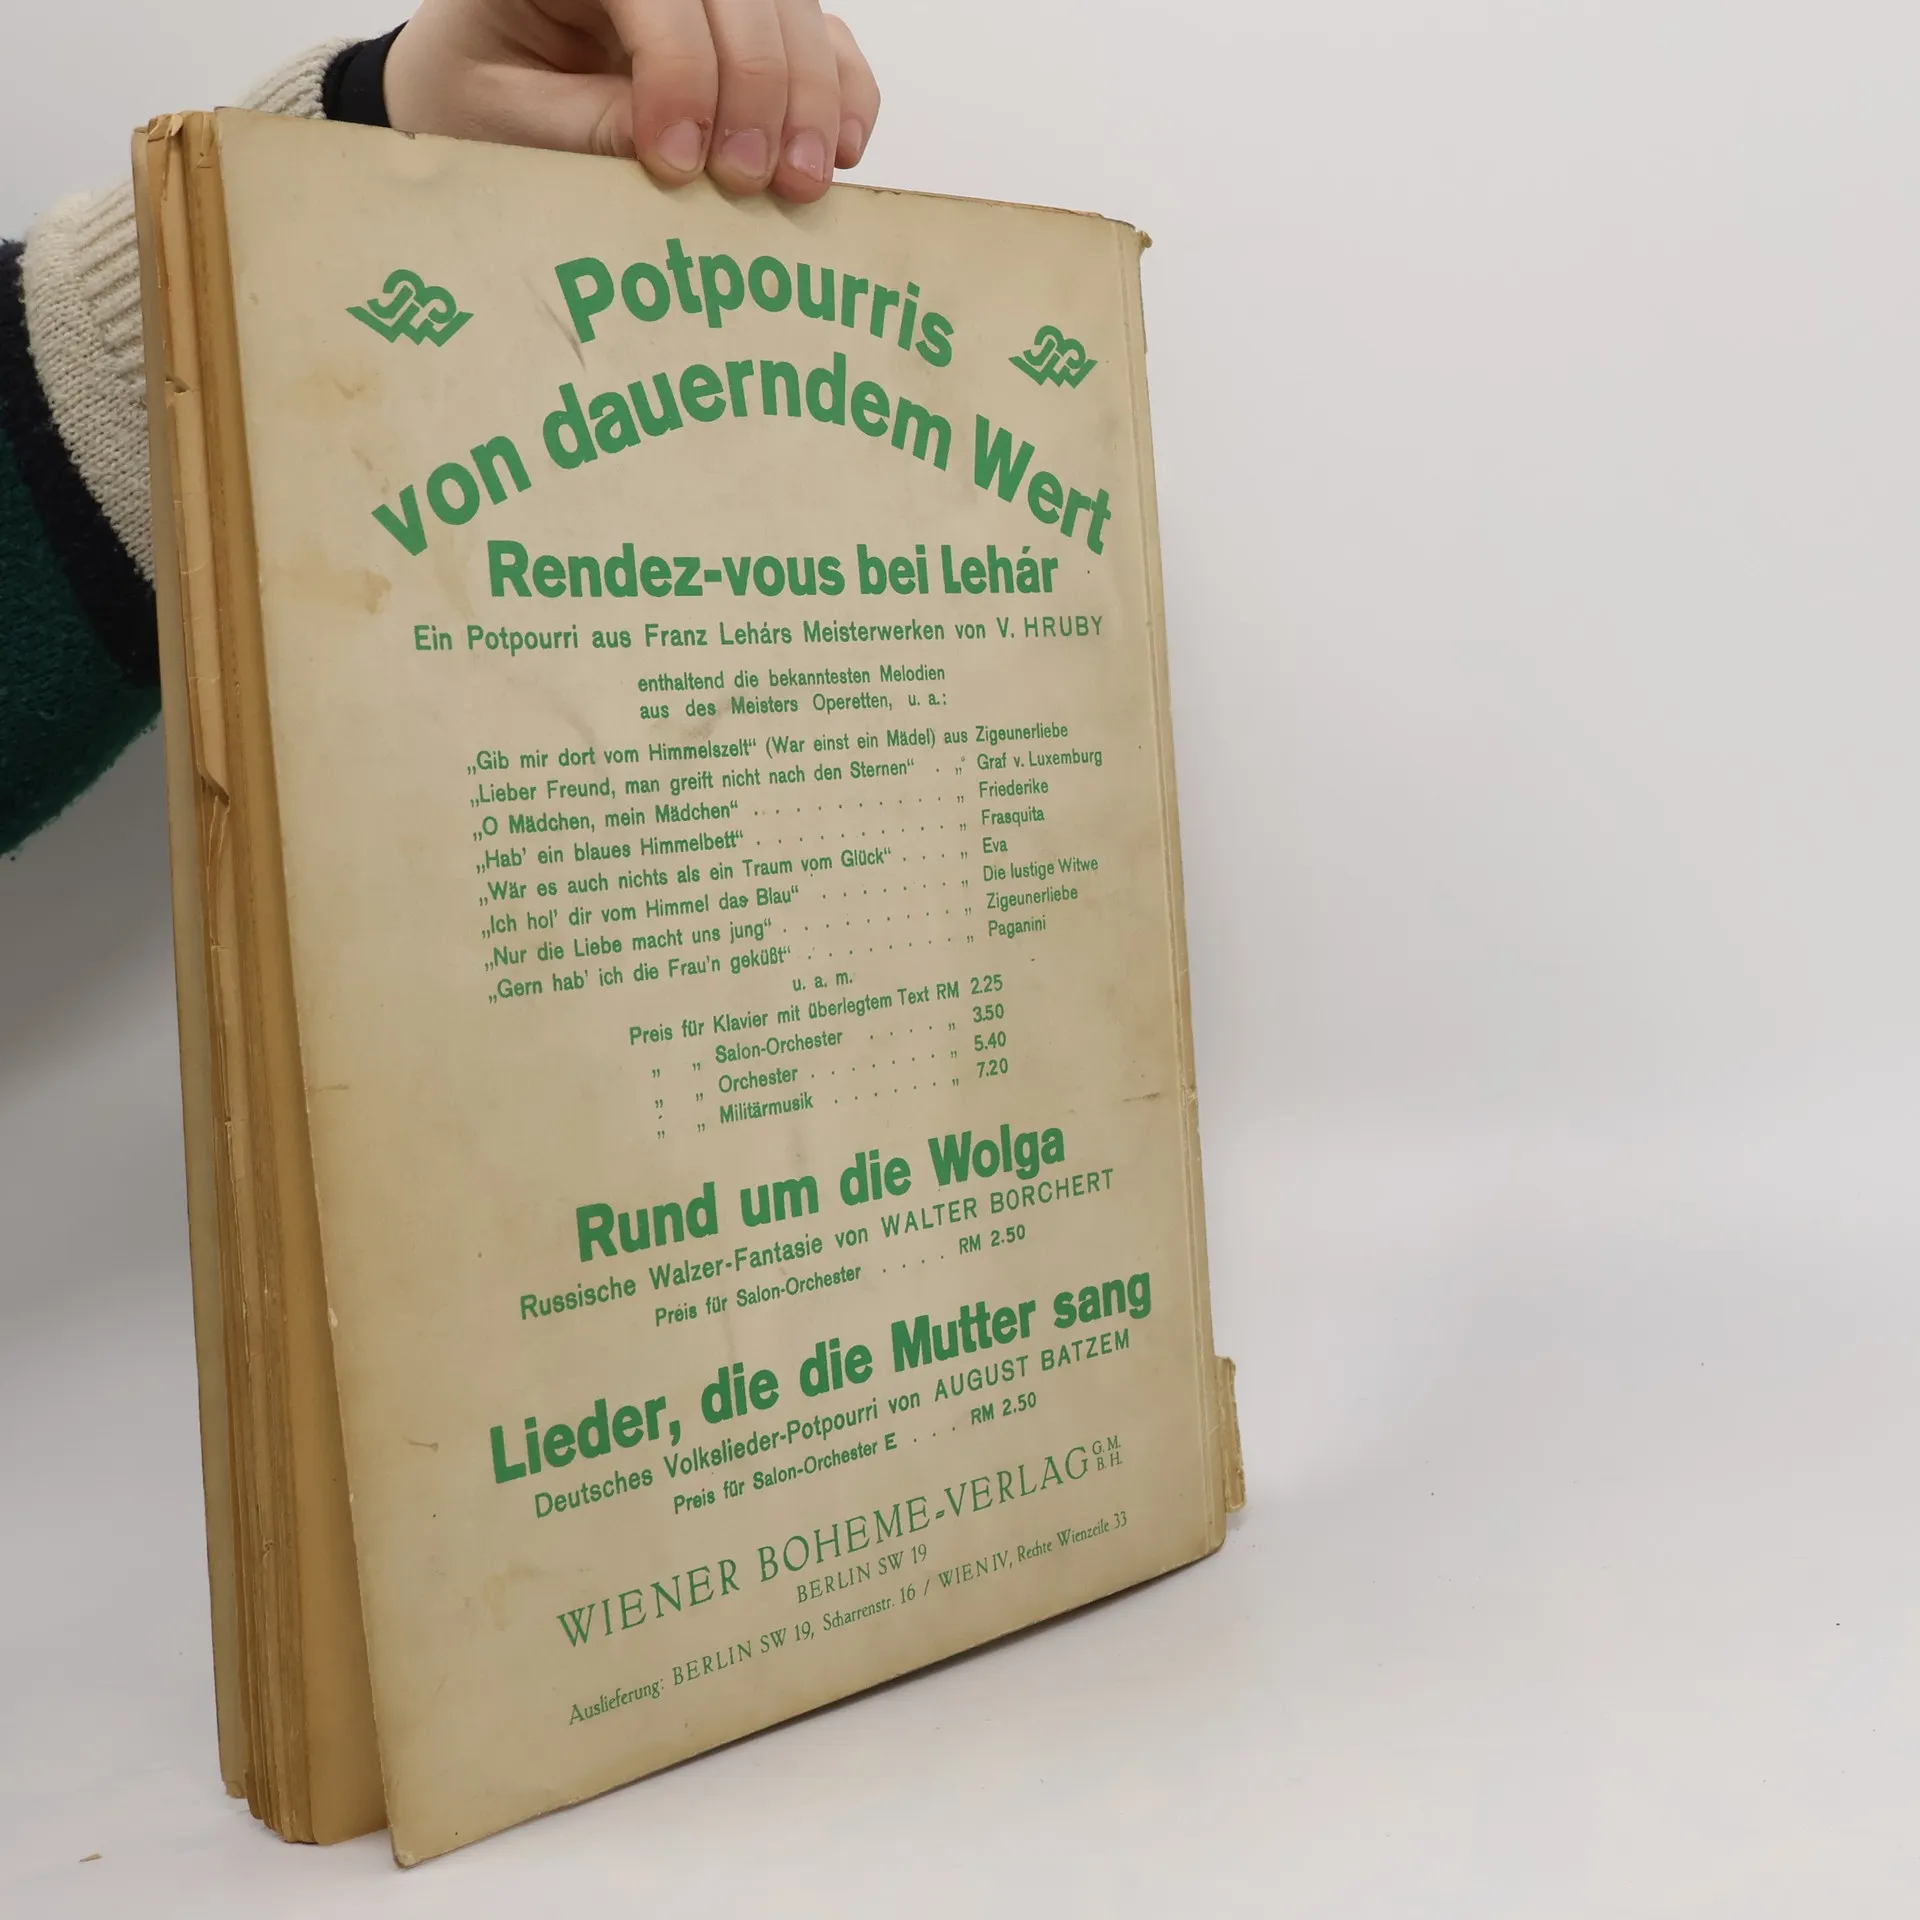 Potpourris
von dauerndem Wert
Rendez-vous bei Lehár
Ein Potpourri aus Franz Lehárs Meisterwerken von V. HRUBY
enthaltend die bekanntesten Melodien
aus des Meisters Operetten, u. a.:
„Gib mir dort vom Himmelszelt“ (War einst ein Mädel) aus Zigeunerliebe
„Lieber Freund, man greift nicht nach den Sternen“ . „ Graf v. Luxemburg
„O Mädchen, mein Mädchen“ . . . . . . . . . . „ Friederike
„Hab' ein blaues Himmelbett“ . . . . . . . . . . „ Frasquita
„Wär es auch nichts als ein Traum vom Glück“ . . . „ Eva
„Ich hol' dir vom Himmel das Blau“ . . . . . . . „ Die lustige Witwe
„Nur die Liebe macht uns jung“ . . . . . . . . „ Zigeunerliebe
„Gern hab' ich die Frau'n geküßt“ . . . . . . . . „ Paganini
u. a. m.
Preis für Klavier mit überlegtem Text RM 2.25
„ „ Salon-Orchester . . . . „ 3.50
„ „ Orchester . . . . . . „ 5.40
„ „ Militärmusik . . . . . . „ 7.20
Rund um die Wolga
Russische Walzer-Fantasie von WALTER BORCHERT
Preis für Salon-Orchester . . . . RM 2.50
Lieder, die die Mutter sang
Deutsches Volkslieder-Potpourri von AUGUST BATZEM
Preis für Salon-Orchester E . . . RM 2.50
WIENER BOHEME-VERLAG G. M. B. H.
BERLIN SW 19
Auslieferung: BERLIN SW 19, Scharrenstr. 16 / WIEN IV, Rechte Wienzeile 33